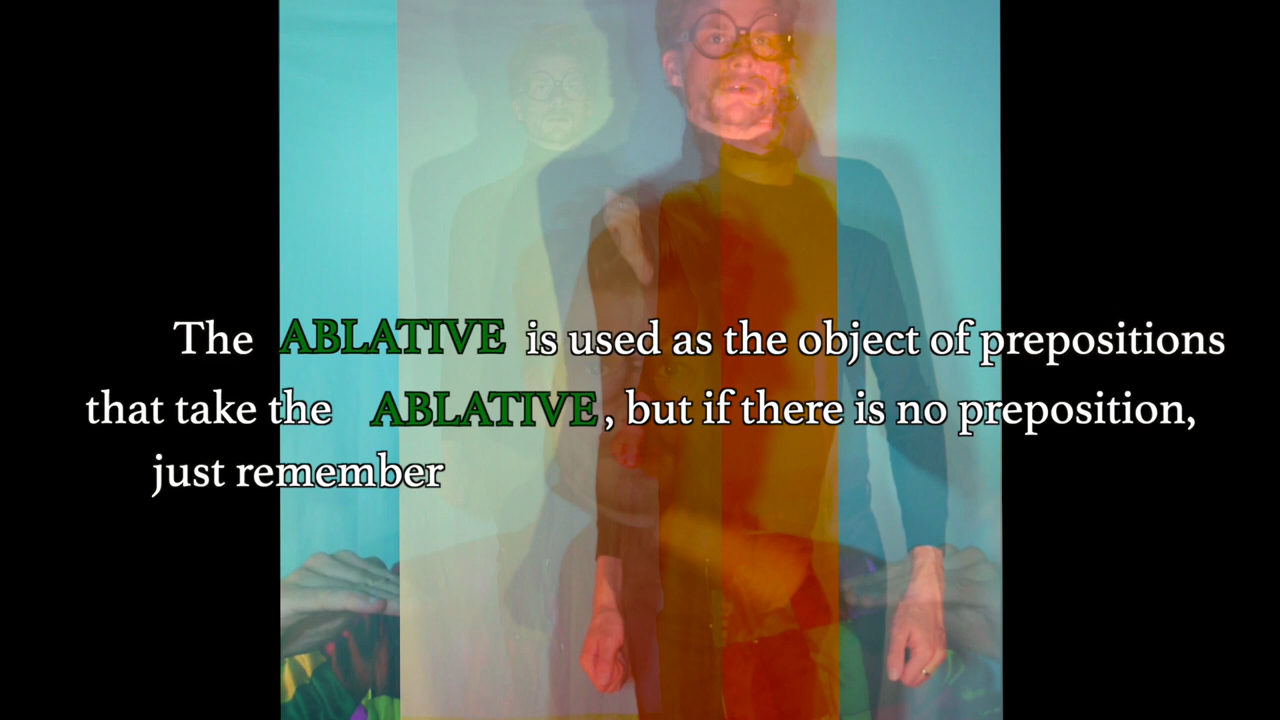 The ABLATIVE is used as the object of prepositions
that take the ABLATIVE, but if there is no preposition,
just remember